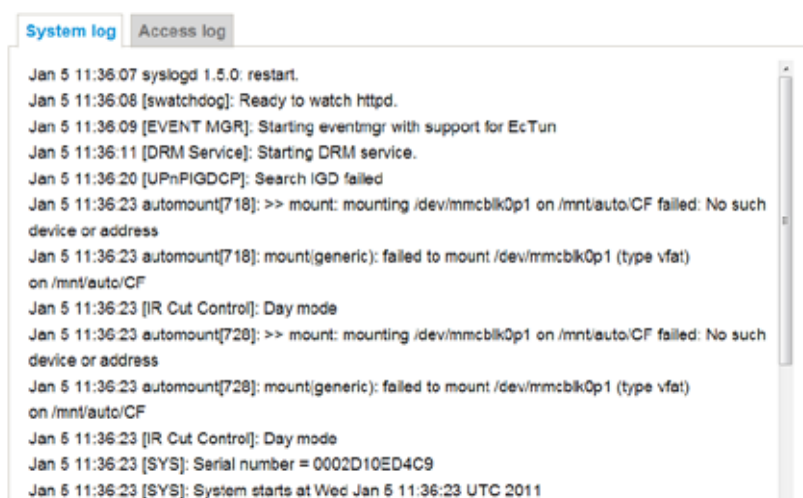 System log Access log
Jan 5 11:36:07 syslogd 1.5.0: restart.
Jan 5 11:36:08 [swatchdog]: Ready to watch httpd.
Jan 5 11:36:09 [EVENT MGR]: Starting eventmgr with support for EcTun
Jan 5 11:36:11 [DRM Service]: Starting DRM service.
Jan 5 11:36:20 [UPnPIGDCP]: Search IGD failed
Jan 5 11:36:23 automount[718]: >> mount: mounting /dev/mmcblk0p1 on /mnt/auto/CF failed: No such
device or address
Jan 5 11:36:23 automount[718]: mount(generic): failed to mount /dev/mmcblk0p1 (type vfat)
on /mnt/auto/CF
Jan 5 11:36:23 [IR Cut Control]: Day mode
Jan 5 11:36:23 automount[728]: >> mount: mounting /dev/mmcblk0p1 on /mnt/auto/CF failed: No such
device or address
Jan 5 11:36:23 automount[728]: mount(generic): failed to mount /dev/mmcblk0p1 (type vfat)
on /mnt/auto/CF
Jan 5 11:36:23 [IR Cut Control]: Day mode
Jan 5 11:36:23 [SYS]: Serial number = 0002D10ED4C9
Jan 5 11:36:23 [SYS]: System starts at Wed Jan 5 11:36:23 UTC 2011